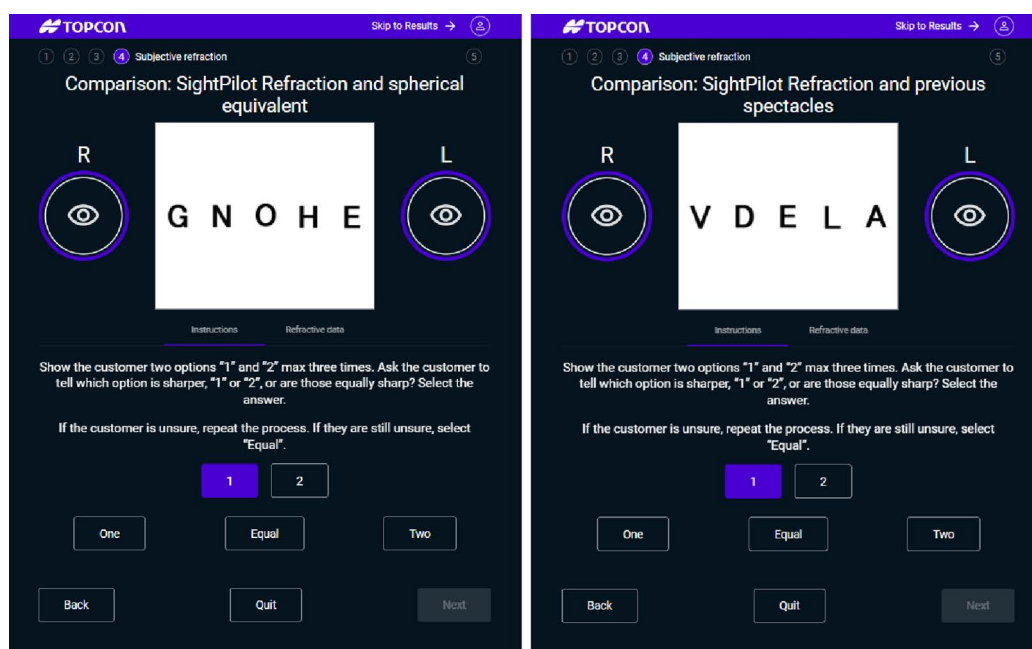 TOPCON
Skip to Results →
1 2 3 4 Subjective refraction 5
Comparison: SightPilot Refraction and spherical
equivalent
R
L
G N O H E
Instructions
Refractive data
Show the customer two options "1" and "2" max three times. Ask the customer to
tell which option is sharper, "1" or "2", or are those equally sharp? Select the
answer.
If the customer is unsure, repeat the process. If they are still unsure, select
"Equal".
1
2
One
Equal
Two
Back
Quit
Next
TOPCON
Skip to Results →
1 2 3 4 Subjective refraction 5
Comparison: SightPilot Refraction and previous
spectacles
R
L
V D E L A
Instructions
Refractive data
Show the customer two options "1" and "2" max three times. Ask the customer to
tell which option is sharper, "1" or "2", or are those equally sharp? Select the
answer.
If the customer is unsure, repeat the process. If they are still unsure, select
"Equal".
1
2
One
Equal
Two
Back
Quit
Next